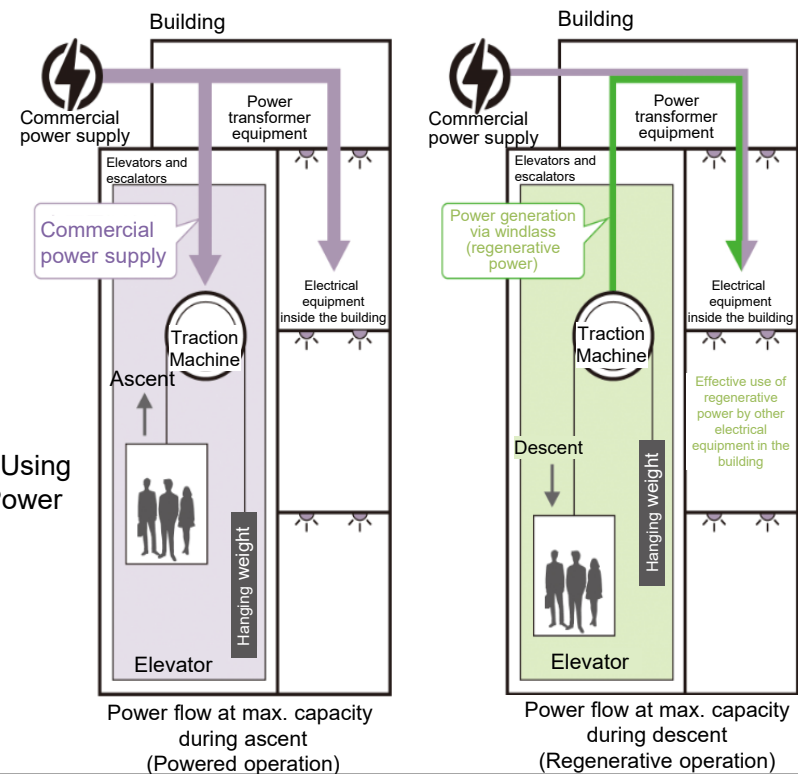 Building
Commercial
power supply
Power
transformer
equipment
Elevators and
escalators
Commercial
power supply
Electrical
equipment
inside the building
Traction
Machine
Ascent
Hanging weight
Elevator
Power flow at max. capacity
during ascent
(Powered operation)
Using
ower
Building
Commercial
power supply
Power
transformer
equipment
Elevators and
escalators
Power generation
via windlass
(regenerative
power)
Electrical
equipment
inside the building
Traction
Machine
Effective use of
regenerative
power by other
electrical
equipment in the
building
Descent
Hanging weight
Elevator
Power flow at max. capacity
during descent
(Regenerative operation)